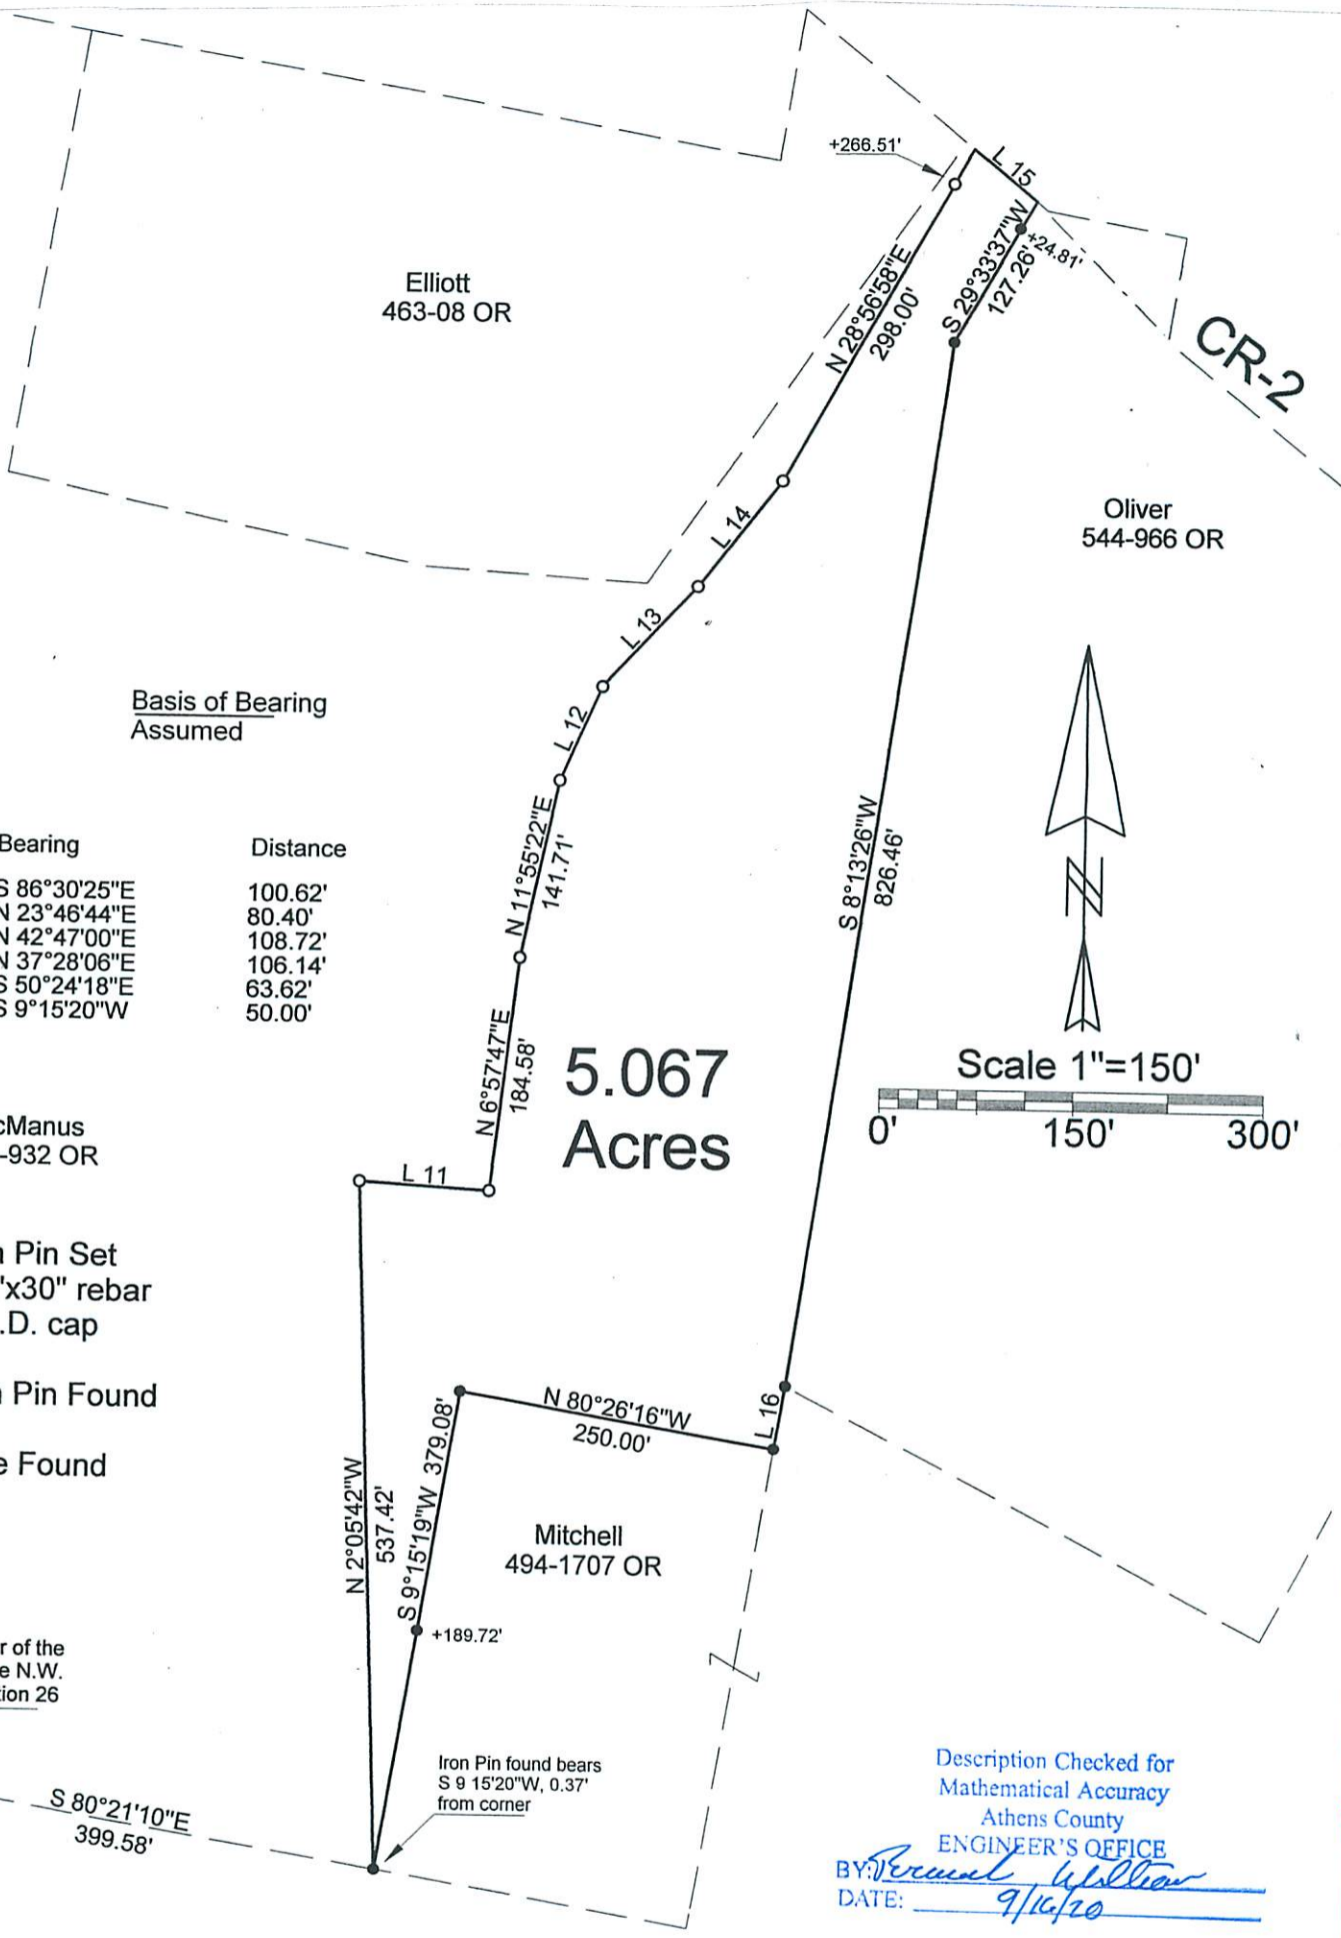 +266.51'
L 15
+24.81'
S 29°33'37"W
127.26'
N 28°56'58"E
298.00'
Elliott
463-08 OR
CR-2
Oliver
544-966 OR
L 14
L 13
L 12
Basis of Bearing
Assumed
Bearing Distance
S 86°30'25"E 100.62'
N 23°46'44"E 80.40'
N 42°47'00"E 108.72'
N 37°28'06"E 106.14'
S 50°24'18"E 63.62'
S 9°15'20"W 50.00'
N 11°55'22"E
141.71'
S 8°13'26"W
826.46'
N
N 6°57'47"E
184.58'
5.067
Acres
Scale 1"=150'
0' 150' 300'
cManus
-932 OR
L 11
n Pin Set
"x30" rebar
.D. cap
n Pin Found
e Found
N 80°26'16"W
250.00'
L 16
S 9°15'19"W 379.08'
N 2°05'42"W
537.42'
Mitchell
494-1707 OR
+189.72'
r of the
e N.W.
ion 26
Iron Pin found bears
S 9 15'20"W, 0.37'
from corner
S 80°21'10"E
399.58'
Description Checked for
Mathematical Accuracy
Athens County
ENGINEER'S OFFICE
BY:
DATE: 9/16/20